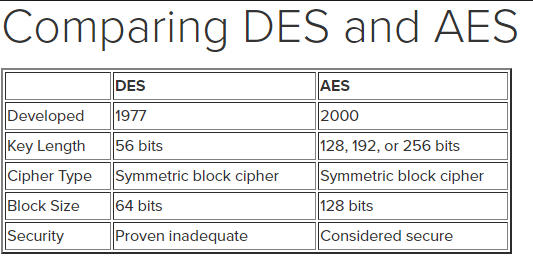 Comparing DES and AES
DES AES
Developed 1977 2000
Key Length 56 bits 128, 192, or 256 bits
Cipher Type Symmetric block cipher Symmetric block cipher
Block Size 64 bits 128 bits
Security Proven inadequate Considered secure